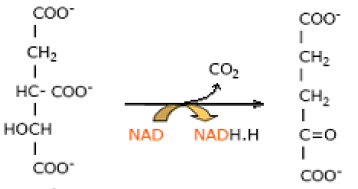 COO⁻
CH₂
HC- COO⁻
HOCH
COO⁻
CO₂
NAD NADH.H
COO⁻
CH₂
CH₂
C=O
COO⁻